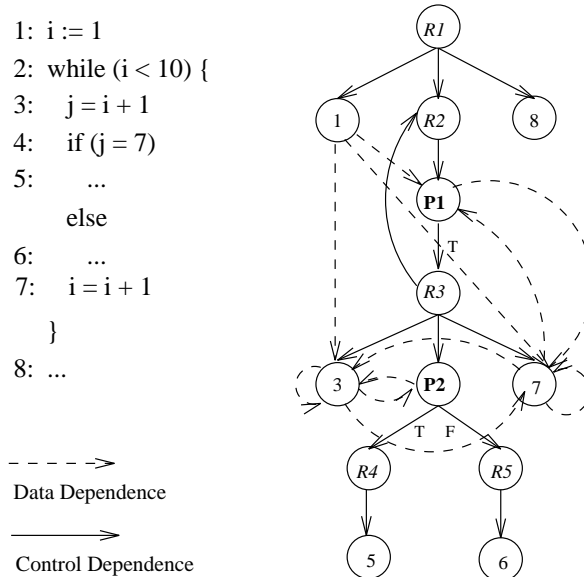 1: i := 1
2: while (i < 10) {
3: j = i + 1
4: if (j = 7)
5: ...
else
6: ...
7: i = i + 1
}
8: ...
Data Dependence
Control Dependence
R1
1
R2
8
P1
T
R3
3
P2
7
T F
R4
R5
5
6